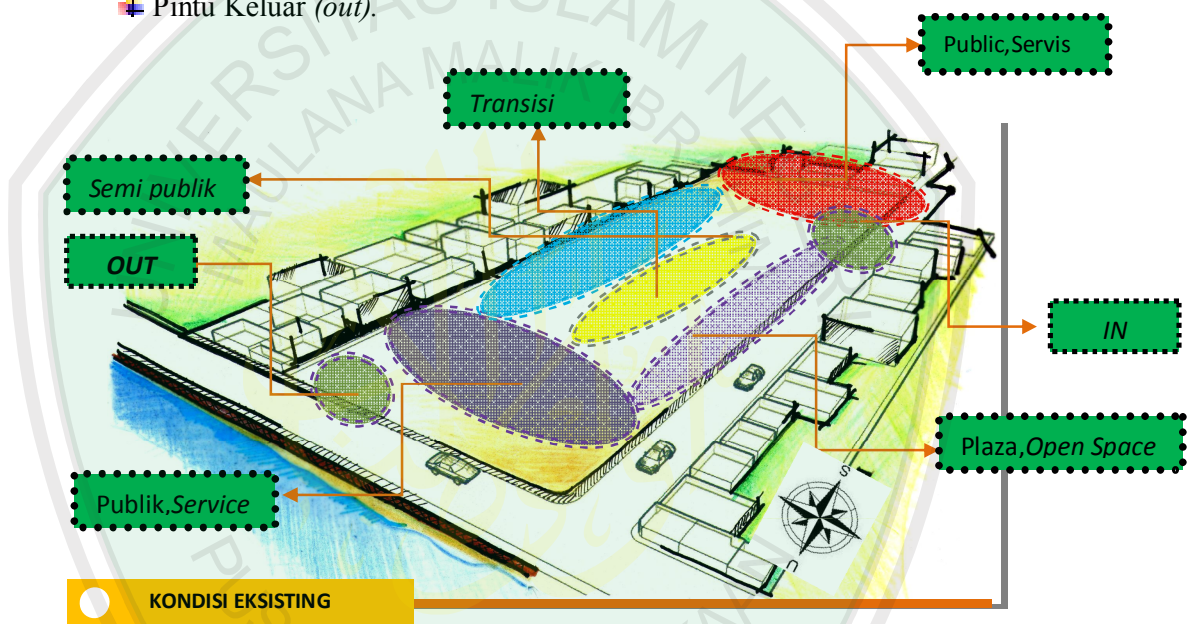 Pintu Keluar (out).
Public,Servis
Transisi
Semi publik
OUT
IN
Plaza,Open Space
Publik,Service
S
U
KONDISI EKSISTING